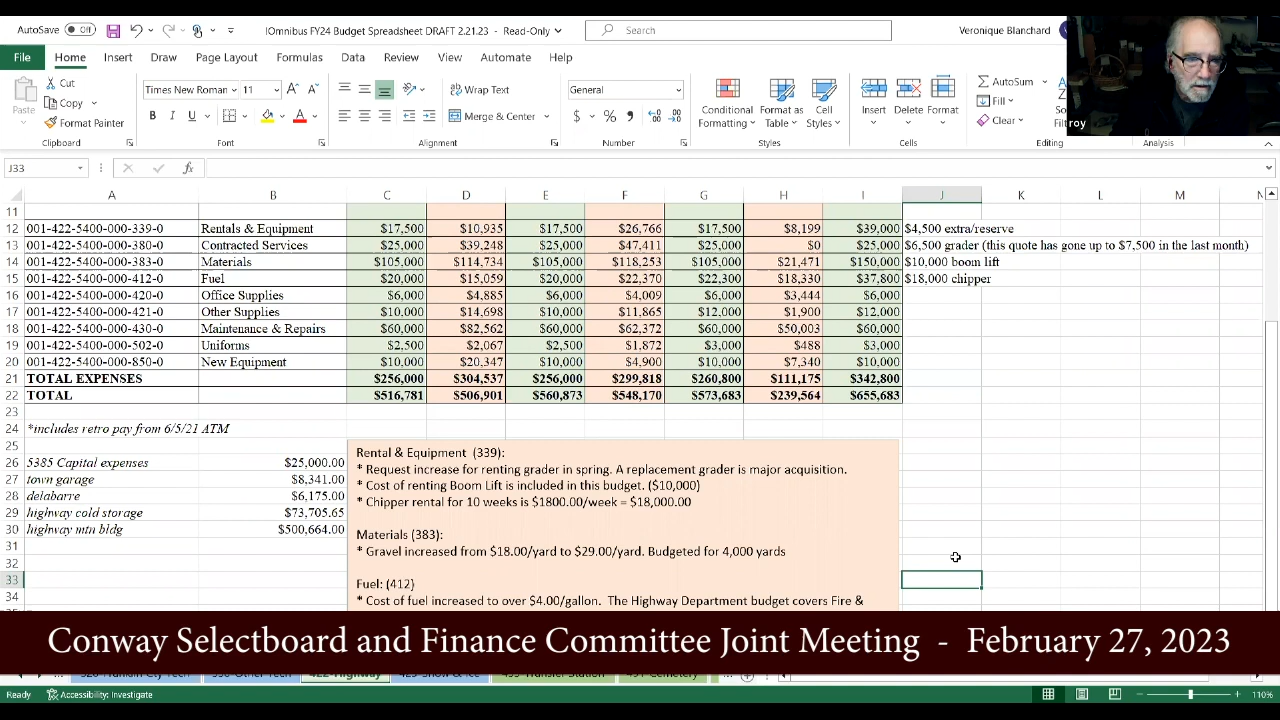 AutoSave Off IOmnibus FY24 Budget Spreadsheet DRAFT 2.21.23 - Read-Only Search Veronique Blanchard
File Home Insert Draw Page Layout Formulas Data Review View Automate Help
Paste Cut Times New Roman 11 Wrap Text General Conditional Formatting Format as Table Cell Styles Insert Delete Format AutoSum
Copy Fill
Format Painter B I U Merge & Center $ % Clear Filtroy
Clipboard Font Alignment Number Styles Cells Editing Analysis
J33 fx
A B C D E F G H I J K L M N
11
12 001-422-5400-000-339-0 Rentals & Equipment $17,500 $10,935 $17,500 $26,766 $17,500 $8,199 $39,000 $4,500 extra/reserve
13 001-422-5400-000-380-0 Contracted Services $25,000 $39,248 $25,000 $47,411 $25,000 $0 $25,000 $6,500 grader (this quote has gone up to $7,500 in the last month)
14 001-422-5400-000-383-0 Materials $105,000 $114,734 $105,000 $118,253 $105,000 $21,471 $150,000 $10,000 boom lift
15 001-422-5400-000-412-0 Fuel $20,000 $15,059 $20,000 $22,370 $22,300 $18,330 $37,800 $18,000 chipper
16 001-422-5400-000-420-0 Office Supplies $6,000 $4,885 $6,000 $4,009 $6,000 $3,444 $6,000
17 001-422-5400-000-421-0 Other Supplies $10,000 $14,698 $10,000 $11,865 $12,000 $1,900 $12,000
18 001-422-5400-000-430-0 Maintenance & Repairs $60,000 $82,562 $60,000 $62,372 $60,000 $50,003 $60,000
19 001-422-5400-000-502-0 Uniforms $2,500 $2,067 $2,500 $1,872 $3,000 $488 $3,000
20 001-422-5400-000-850-0 New Equipment $10,000 $20,347 $10,000 $4,900 $10,000 $7,340 $10,000
21 TOTAL EXPENSES $256,000 $304,537 $256,000 $299,818 $260,800 $111,175 $342,800
22 TOTAL $516,781 $506,901 $560,873 $548,170 $573,683 $239,564 $655,683
23
24 *includes retro pay from 6/5/21 ATM
25
26 5385 Capital expenses $25,000.00
27 town garage $8,341.00
28 delabarre $6,175.00
29 highway cold storage $73,705.65
30 highway mtn bldg $500,664.00
31
32
33
34
Rental & Equipment (339):
* Request increase for renting grader in spring. A replacement grader is major acquisition.
* Cost of renting Boom Lift is included in this budget. ($10,000)
* Chipper rental for 10 weeks is $1800.00/week = $18,000.00
Materials (383):
* Gravel increased from $18.00/yard to $29.00/yard. Budgeted for 4,000 yards
Fuel: (412)
* Cost of fuel increased to over $4.00/gallon. The Highway Department budget covers Fire &
Conway Selectboard and Finance Committee Joint Meeting - February 27, 2023
422-Highway
Ready Accessibility: Investigate 110%